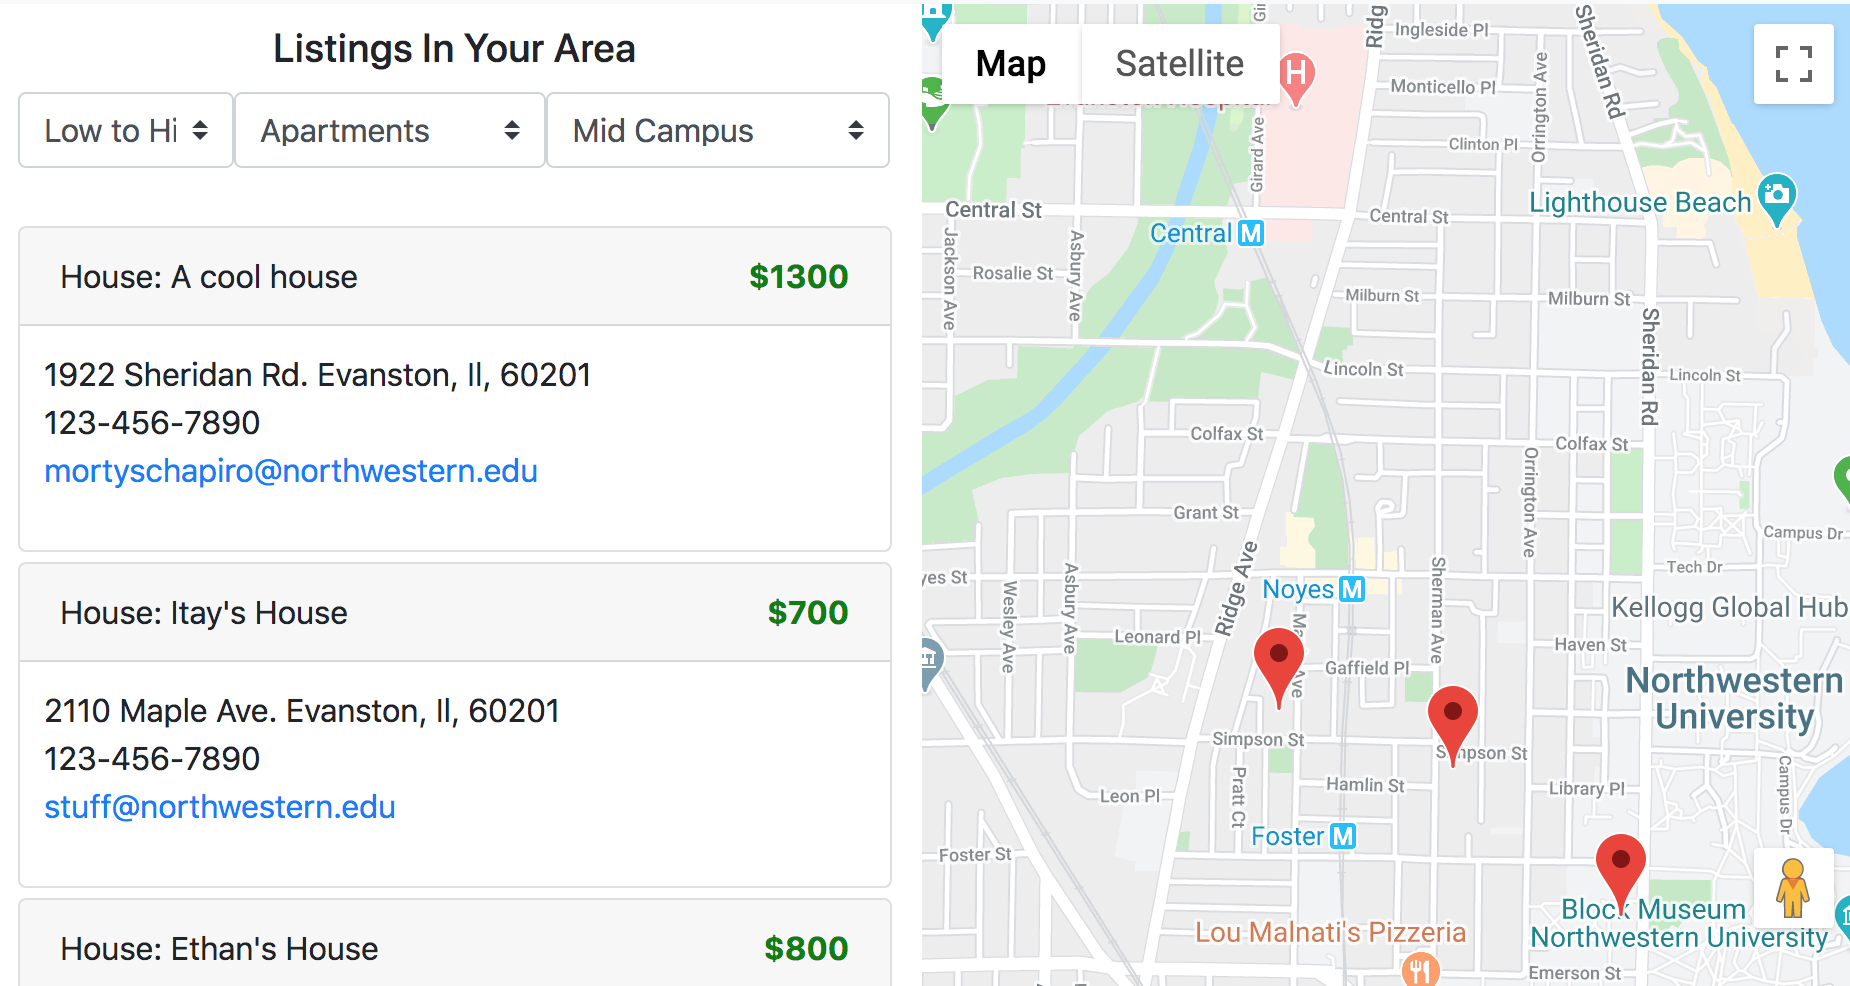 Listings In Your Area
Low to Hi
Apartments
Mid Campus
House: A cool house
$1300
1922 Sheridan Rd. Evanston, Il, 60201
123-456-7890
mortyschapiro@northwestern.edu
House: Itay's House
$700
2110 Maple Ave. Evanston, Il, 60201
123-456-7890
stuff@northwestern.edu
House: Ethan's House
$800
Map
Satellite
H
Ingleside Pl
Sheridan Rd
Monticello Pl
Orrington Ave
Girard Ave
Clinton Pl
Lighthouse Beach
Central St
Central St
Central M
Jackson Ave
Asbury Ave
Rosalie St
Milburn St
Milburn St
Sheridan Rd
Lincoln St
Lincoln St
Colfax St
Colfax St
Orrington Ave
Grant St
Campus Dr
Ridge Ave
Tech Dr
Noyes M
Sherman Ave
Wesley Ave
Asbury Ave
Kellogg Global Hub
Leonard Pl
Haven St
Gaffield Pl
Northwestern
University
Simpson St
Simpson St
Pratt Ct
Hamlin St
Library Pl
Campus Dr
Leon Pl
Foster M
Foster St
Block Museum
Northwestern University
Lou Malnati's Pizzeria
Emerson St